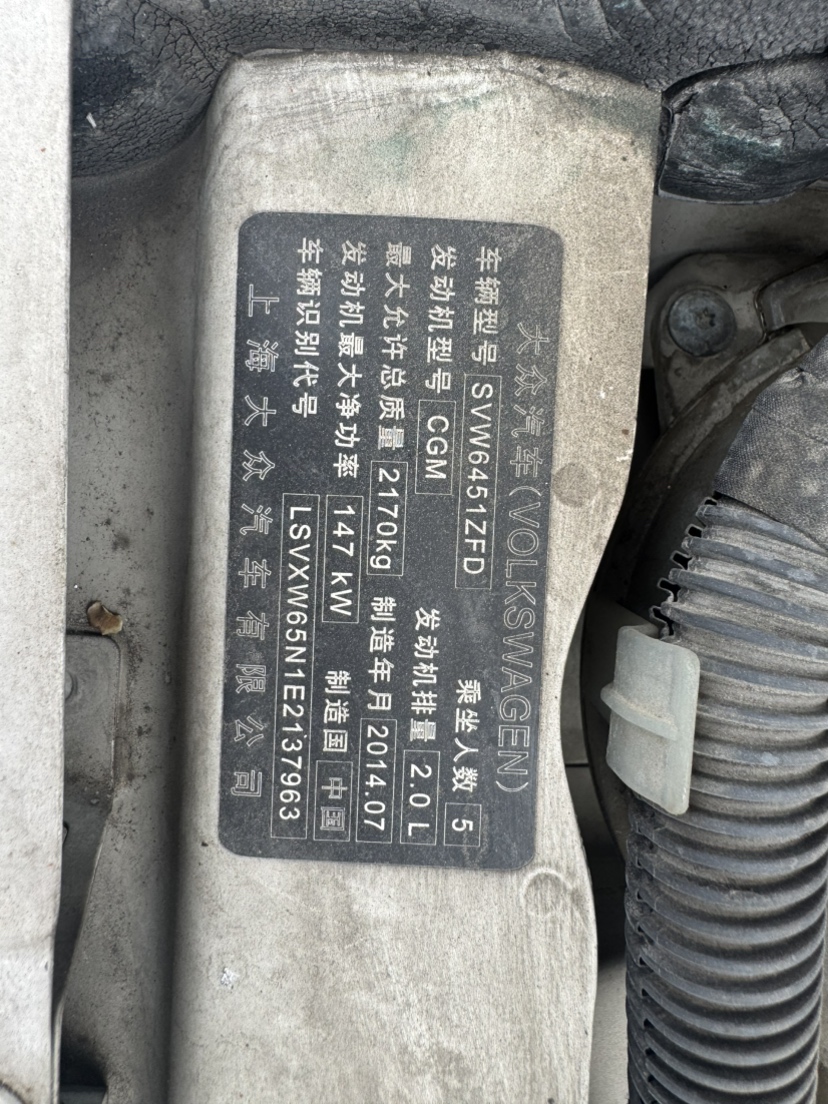 大众汽车(VOLKSWAGEN)
车辆型号 SVW6451ZFD 乘坐人数 5
发动机型号 CGM 发动机排量 2.0 L
最大允许总质量 2170kg 制造年月 2014.07
发动机最大净功率 147 kW 制造国 中国
车辆识别代号 LSVXW65N1E2137963
上海大众汽车有限公司